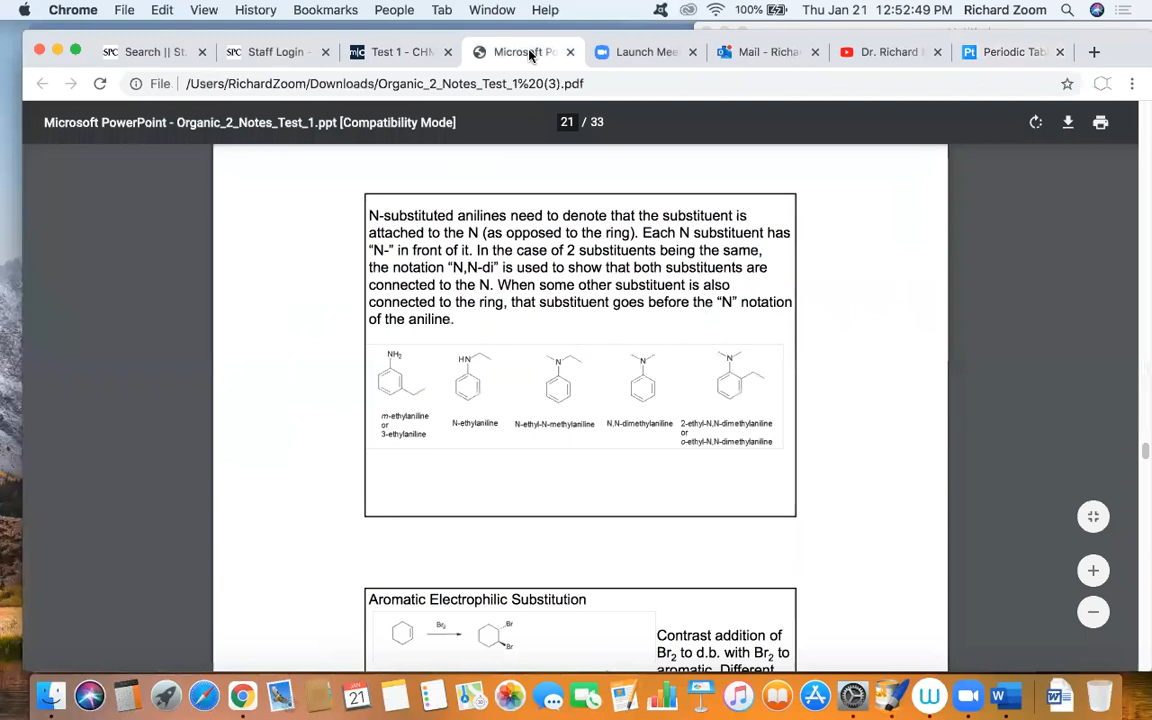 Chrome File Edit View History Bookmarks People Tab Window Help 100% Thu Jan 21 12:52:49 PM Richard Zoom
SPC Search || St. SPC Staff Login - Test 1 - CHM Microsoft Po Launch Mee Mail - Richa Dr. Richard Pt Periodic Tab
File /Users/RichardZoom/Downloads/Organic_2_Notes_Test_1%20(3).pdf
Microsoft PowerPoint - Organic_2_Notes_Test_1.ppt [Compatibility Mode] 21 / 33
N-substituted anilines need to denote that the substituent is
attached to the N (as opposed to the ring). Each N substituent has
“N-” in front of it. In the case of 2 substituents being the same,
the notation “N,N-di” is used to show that both substituents are
connected to the N. When some other substituent is also
connected to the ring, that substituent goes before the “N” notation
of the aniline.
NH2 HN N N N
m-ethylaniline
or
3-ethylaniline
N-ethylaniline
N-ethyl-N-methylaniline
N,N-dimethylaniline
2-ethyl-N,N-dimethylaniline
or
o-ethyl-N,N-dimethylaniline
Aromatic Electrophilic Substitution
Br2 Br
Br
Contrast addition of
Br2 to d.b. with Br2 to
aromatic. Different
21
W W